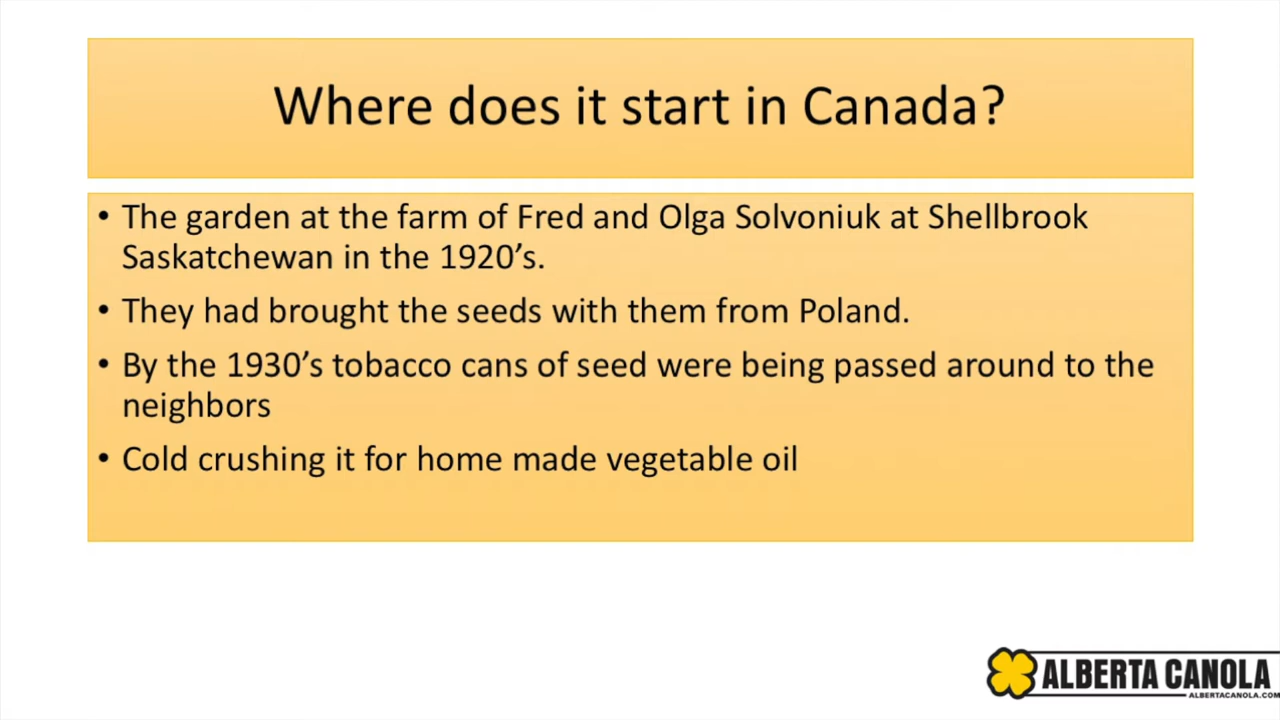 Where does it start in Canada?
• The garden at the farm of Fred and Olga Solvoniuk at Shellbrook
Saskatchewan in the 1920’s.
• They had brought the seeds with them from Poland.
• By the 1930’s tobacco cans of seed were being passed around to the
neighbors
• Cold crushing it for home made vegetable oil
ALBERTA CANOLA
ALBERTACANOLA.COM